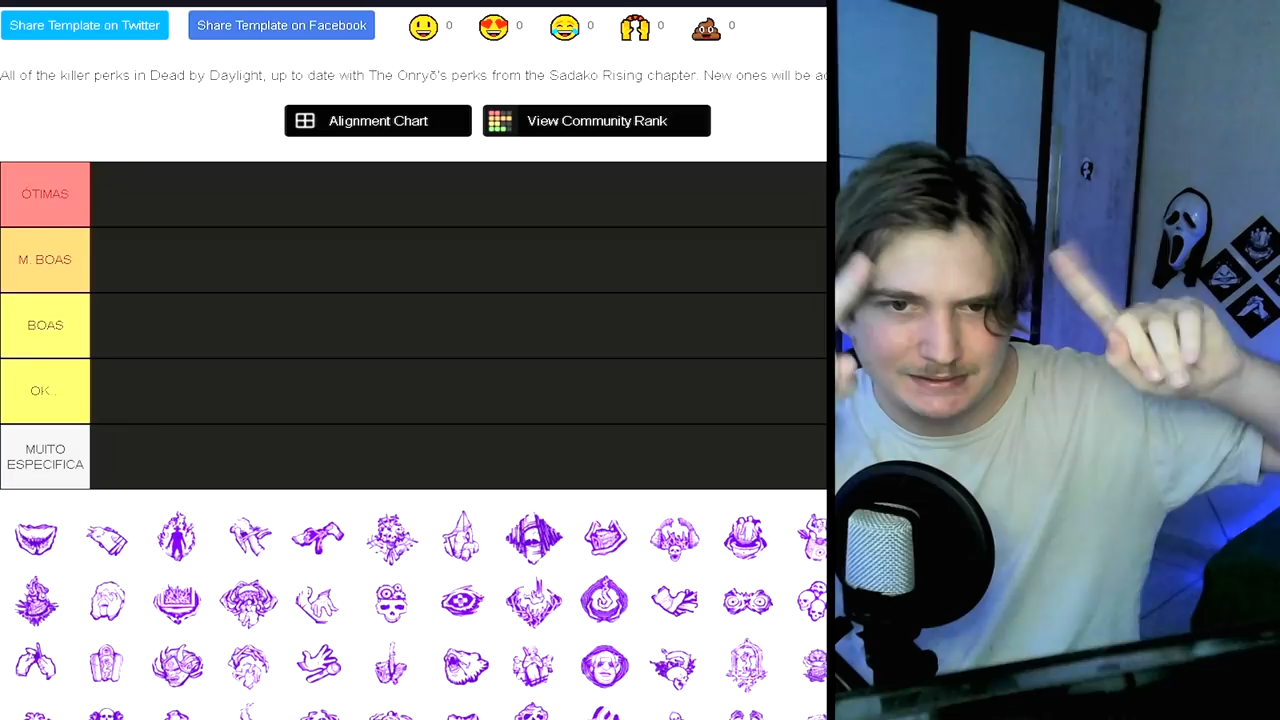 Share Template on Twitter
Share Template on Facebook
0
0
0
0
0
All of the killer perks in Dead by Daylight, up to date with The Onryō's perks from the Sadako Rising chapter. New ones will be
Alignment Chart
View Community Rank
ÓTIMAS
M. BOAS
BOAS
OK .
MUITO
ESPECIFICA